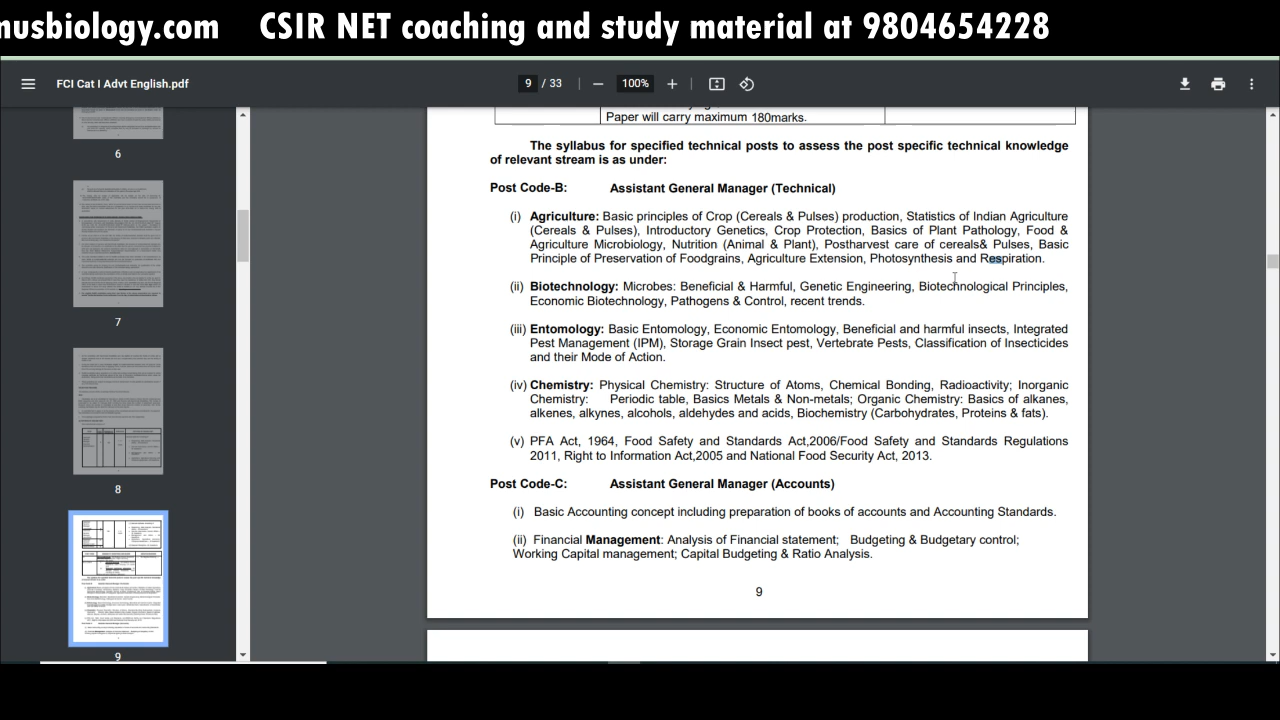 musbiology.com CSIR NET coaching and study material at 9804654228
FCI Cat I Advt English.pdf
9 / 33
100%
6
7
8
9
Paper will carry maximum 180marks.
The syllabus for specified technical posts to assess the post specific technical knowledge
of relevant stream is as under:
Post Code-B: Assistant General Manager (Technical)
(i) Agriculture: Basic principles of Crop (Cereals & Pulses) production, Statistics of Indian Agriculture
(Cereals & Pulses), Introductory Genetics, Crop Protection, Basics of Plant Pathology, Food &
Agriculture Microbiology, Nutrition (Animal & Plant), Postharvest care of cereals& Pulses, Basic
Principle of Preservation of Foodgrains, Agriculture Extension, Photosynthesis and Respiration.
(ii) Biotechnology: Microbes: Beneficial & Harmful, Genetic Engineering, Biotechnological Principles,
Economic Biotechnology, Pathogens & Control, recent trends.
(iii) Entomology: Basic Entomology, Economic Entomology, Beneficial and harmful insects, Integrated
Pest Management (IPM), Storage Grain Insect pest, Vertebrate Pests, Classification of Insecticides
and their Mode of Action.
(iv) Chemistry: Physical Chemistry: Structure of Atoms, Chemical Bonding, Radioactivity; Inorganic
Chemistry: Periodic table, Basics Metals & Non-metals; Organic Chemistry: Basics of alkanes,
alkenes, alkynes, alcohols, aldehydes and acids, Biochemistry (Carbohydrates, Proteins & fats).
(v) PFA Act, 1964, Food Safety and Standards Act,2006/Food Safety and Standards Regulations
2011, Right to Information Act,2005 and National Food Security Act, 2013.
Post Code-C: Assistant General Manager (Accounts)
(i) Basic Accounting concept including preparation of books of accounts and Accounting Standards.
(ii) Financial Management: Analysis of Financial statement; Budgeting & Budgetary control;
Working Capital management; Capital Budgeting & Ratio Analysis.
9